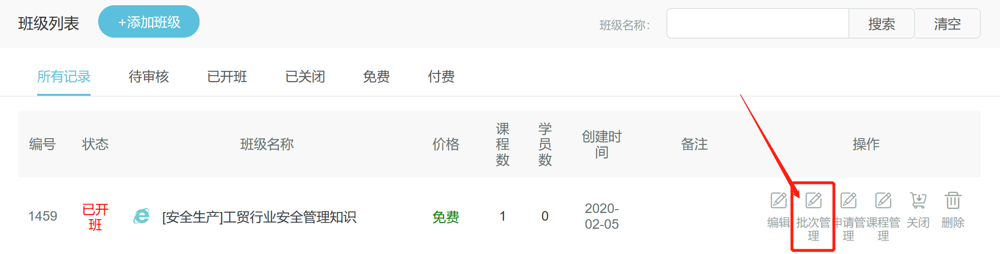 班级列表
+添加班级
班级名称：
搜索
清空
所有记录
待审核
已开班
已关闭
免费
付费
编号
状态
班级名称
价格
课
程
数
学
员
数
创建时
间
备注
操作
1459
已开
班
[安全生产]工贸行业安全管理知识
免费
1
0
2020-
02-05
编辑
批次管
理
申请管
理
课程管
理
关闭
删除